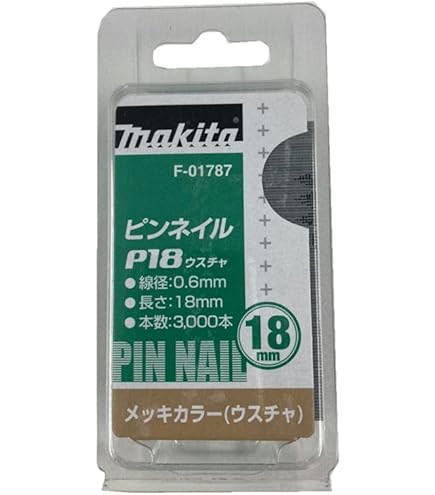 makita
F-01787
ピンネイル
P18 ウスチャ
●線径:0.6mm
●長さ:18mm
●本数:3,000本
18
mm
PIN NAIL
メッキカラー(ウスチャ)